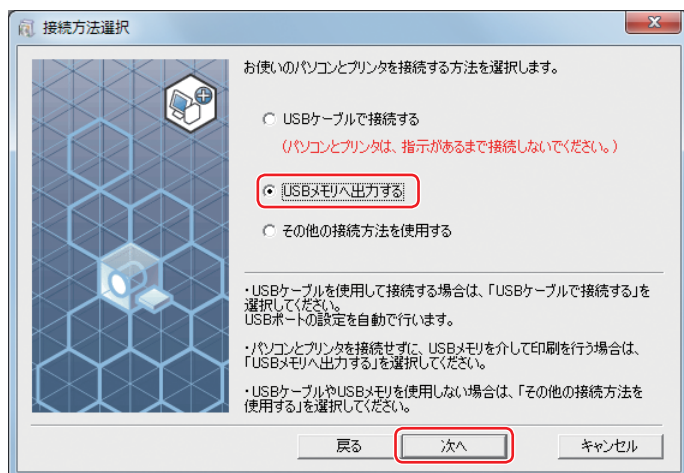 接続方法選択
お使いのパソコンとプリンタを接続する方法を選択します。
USBケーブルで接続する
(パソコンとプリンタは、指示があるまで接続しないでください。)
USBメモリへ出力する
その他の接続方法を使用する
・USBケーブルを使用して接続する場合は、「USBケーブルで接続する」を
選択してください。
USBポートの設定を自動で行います。
・パソコンとプリンタを接続せずに、USBメモリを介して印刷を行う場合は、
「USBメモリへ出力する」を選択してください。
・USBケーブルやUSBメモリを使用しない場合は、「その他の接続方法を
使用する」を選択してください。
戻る
次へ
キャンセル